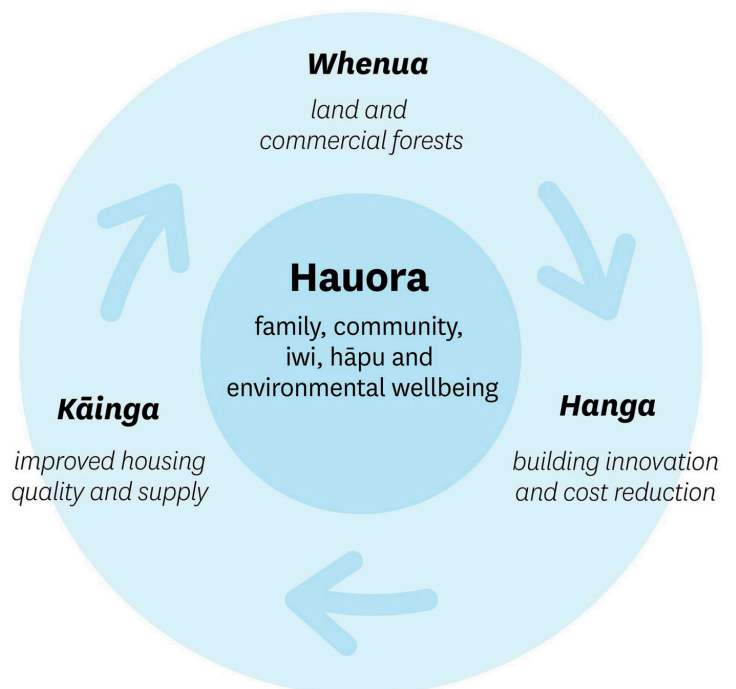 Whenua
land and
commercial forests
Hauora
family, community,
iwi, hāpu and
environmental wellbeing
Kāinga
improved housing
quality and supply
Hanga
building innovation
and cost reduction